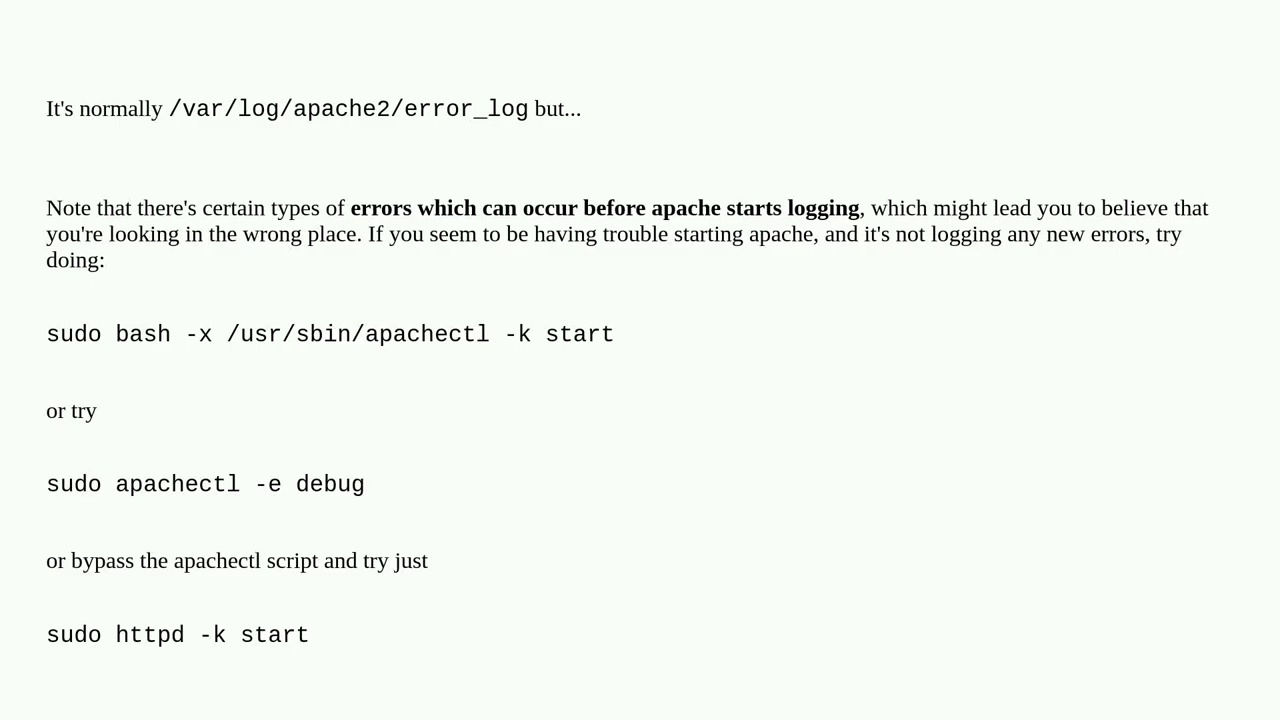 It's normally /var/log/apache2/error_log but...
Note that there's certain types of errors which can occur before apache starts logging, which might lead you to believe that
you're looking in the wrong place. If you seem to be having trouble starting apache, and it's not logging any new errors, try
doing:
sudo bash -x /usr/sbin/apachectl -k start
or try
sudo apachectl -e debug
or bypass the apachectl script and try just
sudo httpd -k start